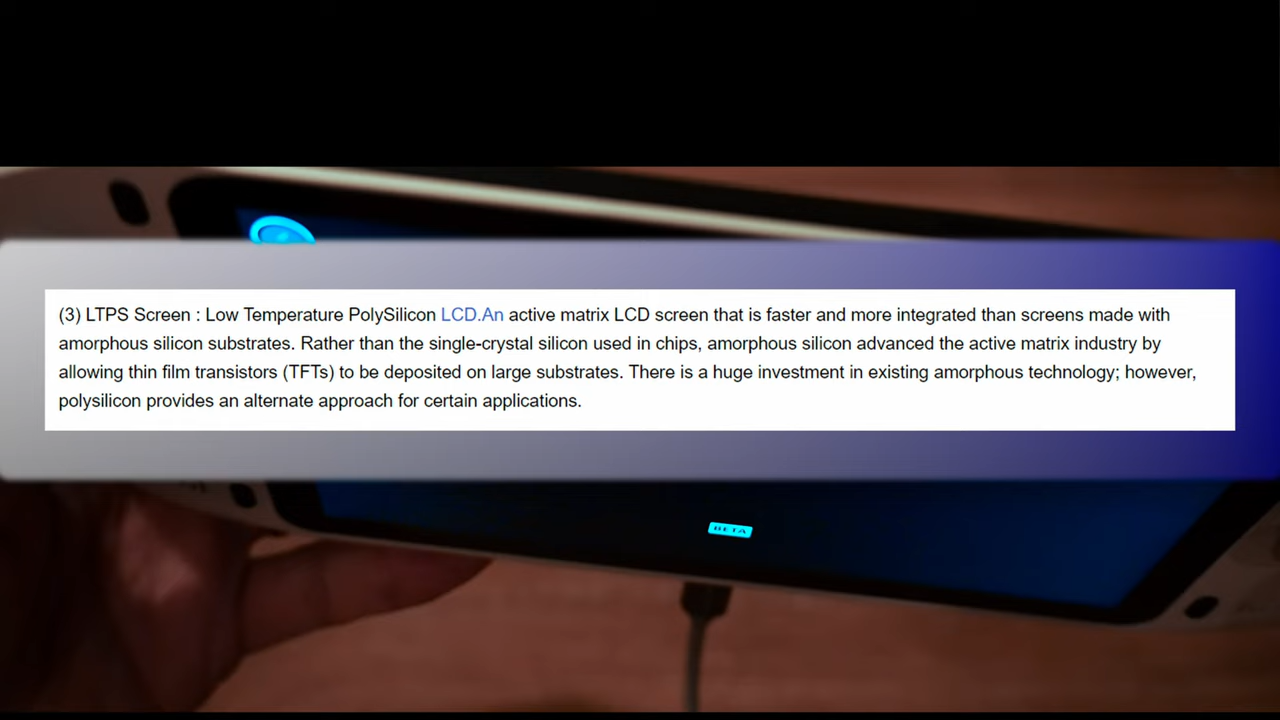 (3) LTPS Screen : Low Temperature PolySilicon LCD.An active matrix LCD screen that is faster and more integrated than screens made with
amorphous silicon substrates. Rather than the single-crystal silicon used in chips, amorphous silicon advanced the active matrix industry by
allowing thin film transistors (TFTs) to be deposited on large substrates. There is a huge investment in existing amorphous technology; however,
polysilicon provides an alternate approach for certain applications.
BETA